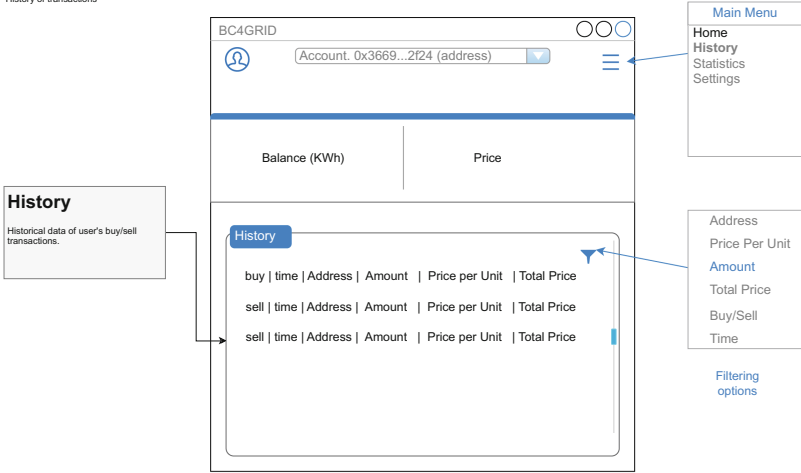 History of transactions
BC4GRID
Account. 0x3669...2f24 (address)
Balance (KWh)
Price
History
Historical data of user's buy/sell
transactions.
History
buy | time | Address | Amount | Price per Unit | Total Price
sell | time | Address | Amount | Price per Unit | Total Price
sell | time | Address | Amount | Price per Unit | Total Price
Main Menu
Home
History
Statistics
Settings
Address
Price Per Unit
Amount
Total Price
Buy/Sell
Time
Filtering
options